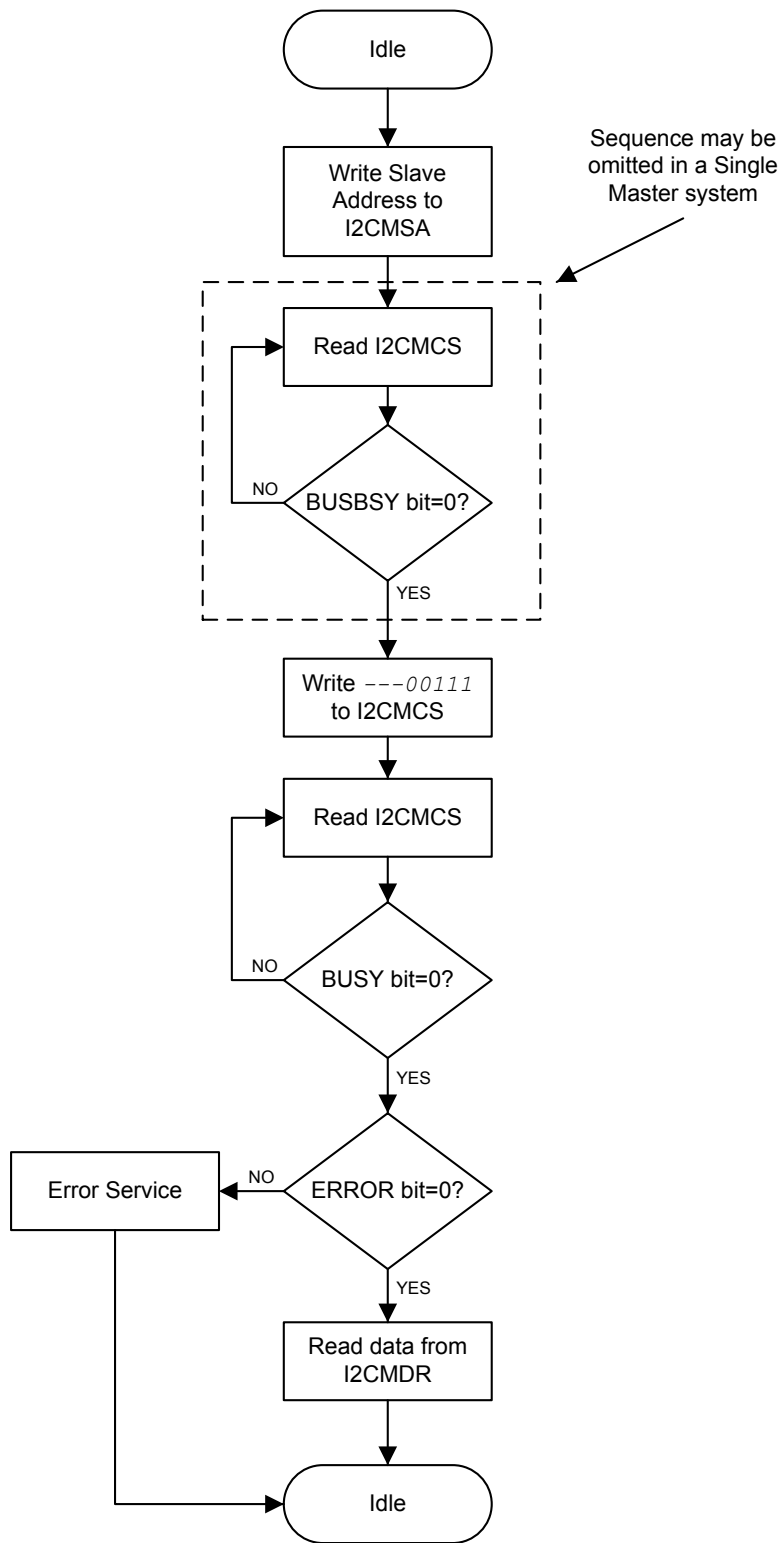 Idle
Sequence may be
omitted in a Single
Master system
Write Slave
Address to
I2CMSA
Read I2CMCS
BUSBSY bit=0?
NO
YES
Write ---00111
to I2CMCS
Read I2CMCS
BUSY bit=0?
NO
YES
ERROR bit=0?
NO
Error Service
YES
Read data from
I2CMDR
Idle